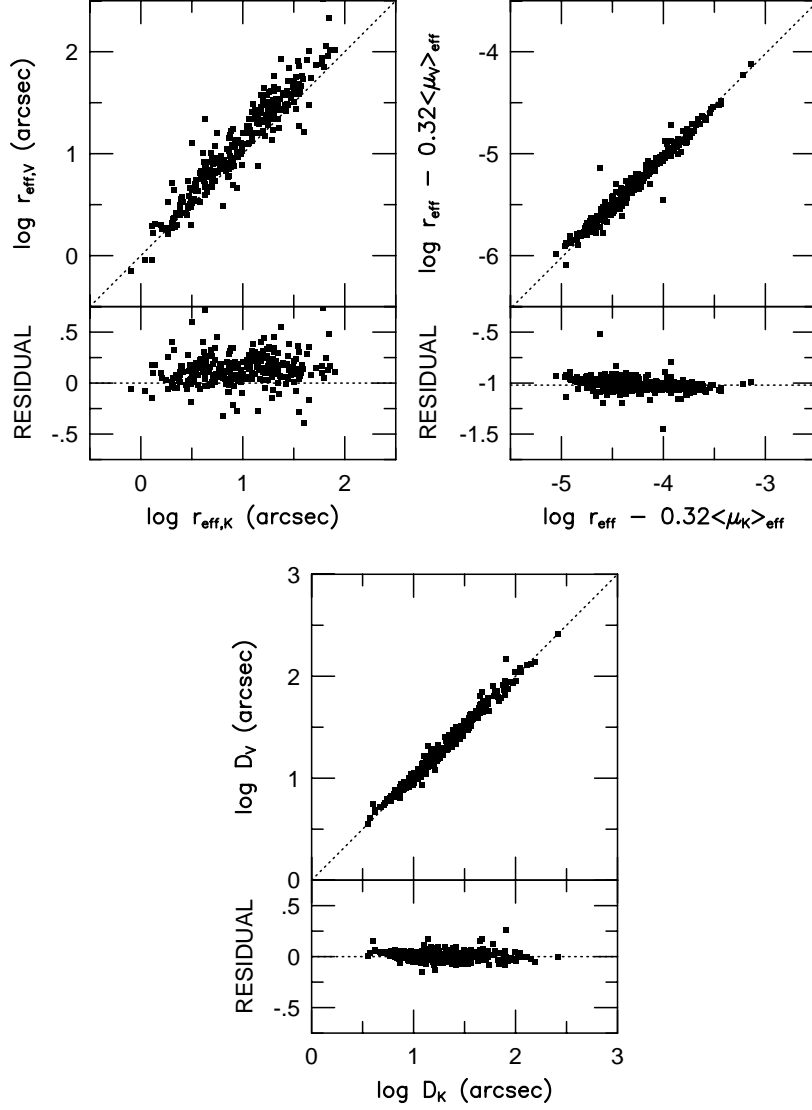 2
1
0
log r_eff,V (arcsec)
.5
0
-.5
RESIDUAL
0 1 2
log r_eff,K (arcsec)
-4
-5
-6
log r_eff − 0.32<μ_V>_eff
-.5
-1
-1.5
RESIDUAL
-5 -4 -3
log r_eff − 0.32<μ_K>_eff
3
2
1
0
log D_V (arcsec)
.5
0
-.5
RESIDUAL
0 1 2 3
log D_K (arcsec)